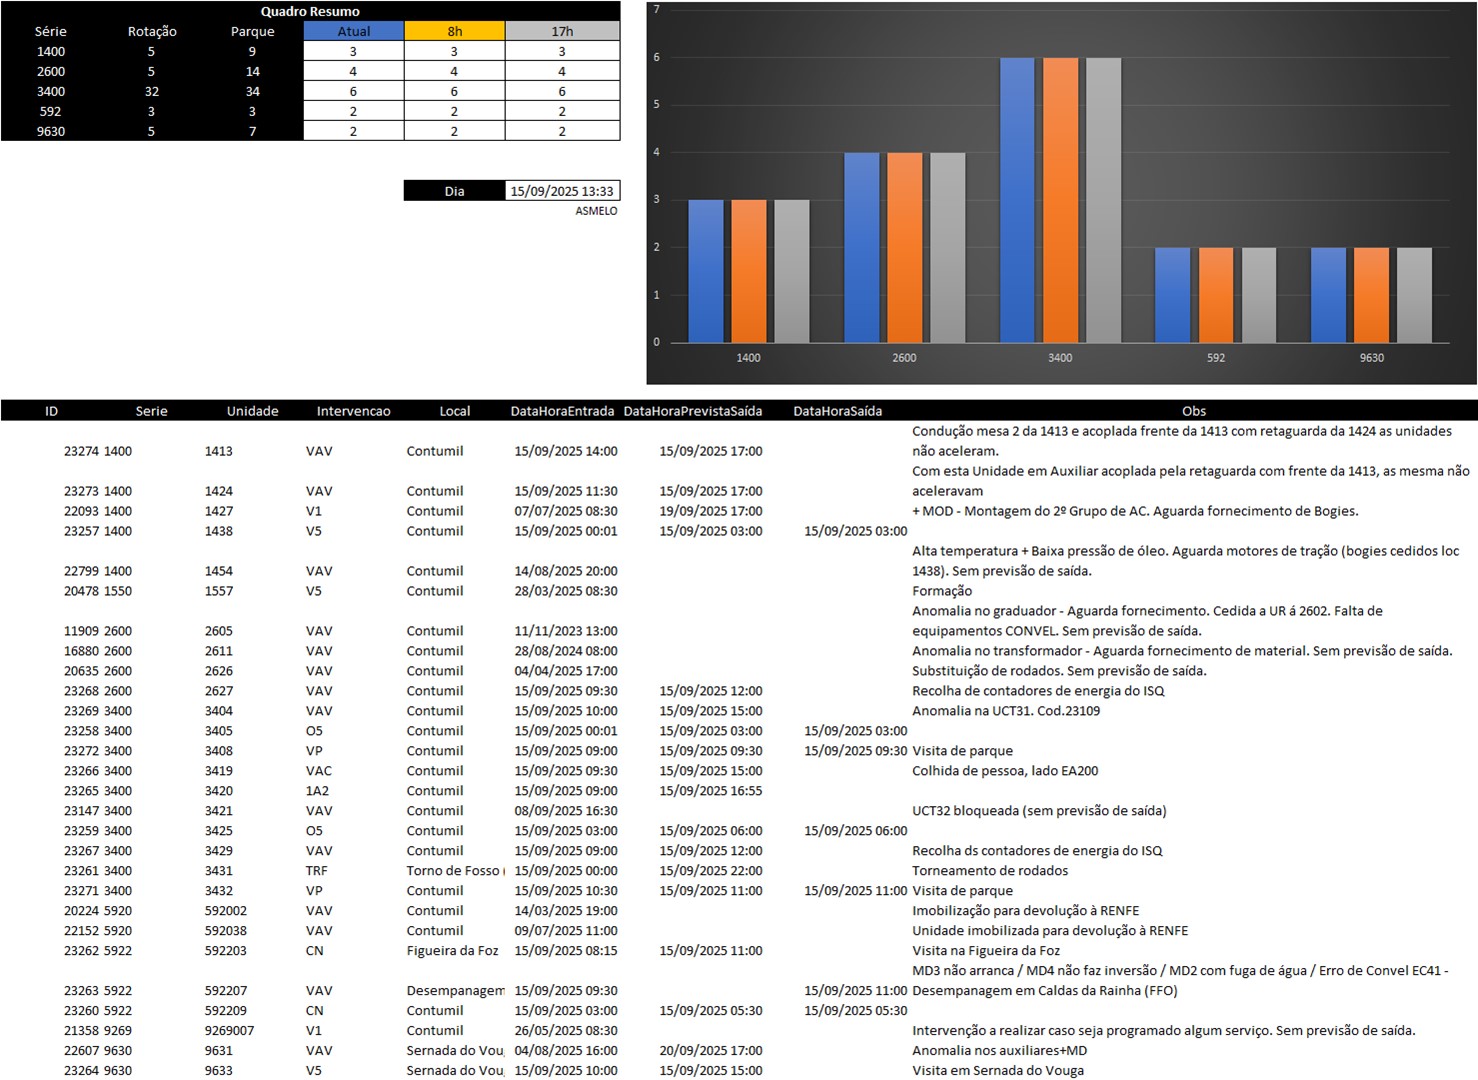 Quadro Resumo
Série Rotação Parque Atual 8h 17h
1400 5 9 3 3 3
2600 5 14 4 4 4
3400 32 34 6 6 6
592 3 3 2 2 2
9630 5 7 2 2 2
Dia 15/09/2025 13:33
ASMELO
7
6
5
4
3
2
1
0
1400 2600 3400 592 9630
ID Serie Unidade Intervencao Local DataHoraEntrada DataHoraPrevistaSaída DataHoraSaída Obs
Condução mesa 2 da 1413 e acoplada frente da 1413 com retaguarda da 1424 as unidades
23274 1400 1413 VAV Contumil 15/09/2025 14:00 15/09/2025 17:00 não aceleram.
Com esta Unidade em Auxiliar acoplada pela retaguarda com frente da 1413, as mesma não
23273 1400 1424 VAV Contumil 15/09/2025 11:30 15/09/2025 17:00 aceleravam
22093 1400 1427 V1 Contumil 07/07/2025 08:30 19/09/2025 17:00 + MOD - Montagem do 2º Grupo de AC. Aguarda fornecimento de Bogies.
23257 1400 1438 V5 Contumil 15/09/2025 00:01 15/09/2025 03:00 15/09/2025 03:00
Alta temperatura + Baixa pressão de óleo. Aguarda motores de tração (bogies cedidos loc
22799 1400 1454 VAV Contumil 14/08/2025 20:00 1438). Sem previsão de saída.
20478 1550 1557 V5 Contumil 28/03/2025 08:30 Formação
Anomalia no graduador - Aguarda fornecimento. Cedida a UR á 2602. Falta de
11909 2600 2605 VAV Contumil 11/11/2023 13:00 equipamentos CONVEL. Sem previsão de saída.
16880 2600 2611 VAV Contumil 28/08/2024 08:00 Anomalia no transformador - Aguarda fornecimento de material. Sem previsão de saída.
20635 2600 2626 VAV Contumil 04/04/2025 17:00 Substituição de rodados. Sem previsão de saída.
23268 2600 2627 VAV Contumil 15/09/2025 09:30 15/09/2025 12:00 Recolha de contadores de energia do ISQ
23269 3400 3404 VAV Contumil 15/09/2025 10:00 15/09/2025 15:00 Anomalia na UCT31. Cod.23109
23258 3400 3405 O5 Contumil 15/09/2025 00:01 15/09/2025 03:00 15/09/2025 03:00
23272 3400 3408 VP Contumil 15/09/2025 09:00 15/09/2025 09:30 15/09/2025 09:30 Visita de parque
23266 3400 3419 VAC Contumil 15/09/2025 09:30 15/09/2025 15:00 Colhida de pessoa, lado EA200
23265 3400 3420 1A2 Contumil 15/09/2025 09:00 15/09/2025 16:55
23147 3400 3421 VAV Contumil 08/09/2025 16:30 UCT32 bloqueada (sem previsão de saída)
23259 3400 3425 O5 Contumil 15/09/2025 03:00 15/09/2025 06:00 15/09/2025 06:00
23267 3400 3429 VAV Contumil 15/09/2025 09:00 15/09/2025 12:00 Recolha ds contadores de energia do ISQ
23261 3400 3431 TRF Torno de Fosso ( 15/09/2025 00:00 15/09/2025 22:00 Torneamento de rodados
23271 3400 3432 VP Contumil 15/09/2025 10:30 15/09/2025 11:00 15/09/2025 11:00 Visita de parque
20224 5920 592002 VAV Contumil 14/03/2025 19:00 Imobilização para devolução à RENFE
22152 5920 592038 VAV Contumil 09/07/2025 11:00 Unidade imobilizada para devolução à RENFE
23262 5922 592203 CN Figueira da Foz 15/09/2025 08:15 15/09/2025 11:00 Visita na Figueira da Foz
MD3 não arranca / MD4 não faz inversão / MD2 com fuga de água / Erro de Convel EC41 -
23263 5922 592207 VAV Desempanagem 15/09/2025 09:30 15/09/2025 11:00 Desempanagem em Caldas da Rainha (FFO)
23260 5922 592209 CN Contumil 15/09/2025 03:00 15/09/2025 05:30 15/09/2025 05:30
21358 9269 9269007 V1 Contumil 26/05/2025 08:30 Intervenção a realizar caso seja programado algum serviço. Sem previsão de saída.
22607 9630 9631 VAV Sernada do Voug 04/08/2025 16:00 20/09/2025 17:00 Anomalia nos auxiliares+MD
23264 9630 9633 V5 Sernada do Voug 15/09/2025 10:00 15/09/2025 15:00 Visita em Sernada do Vouga